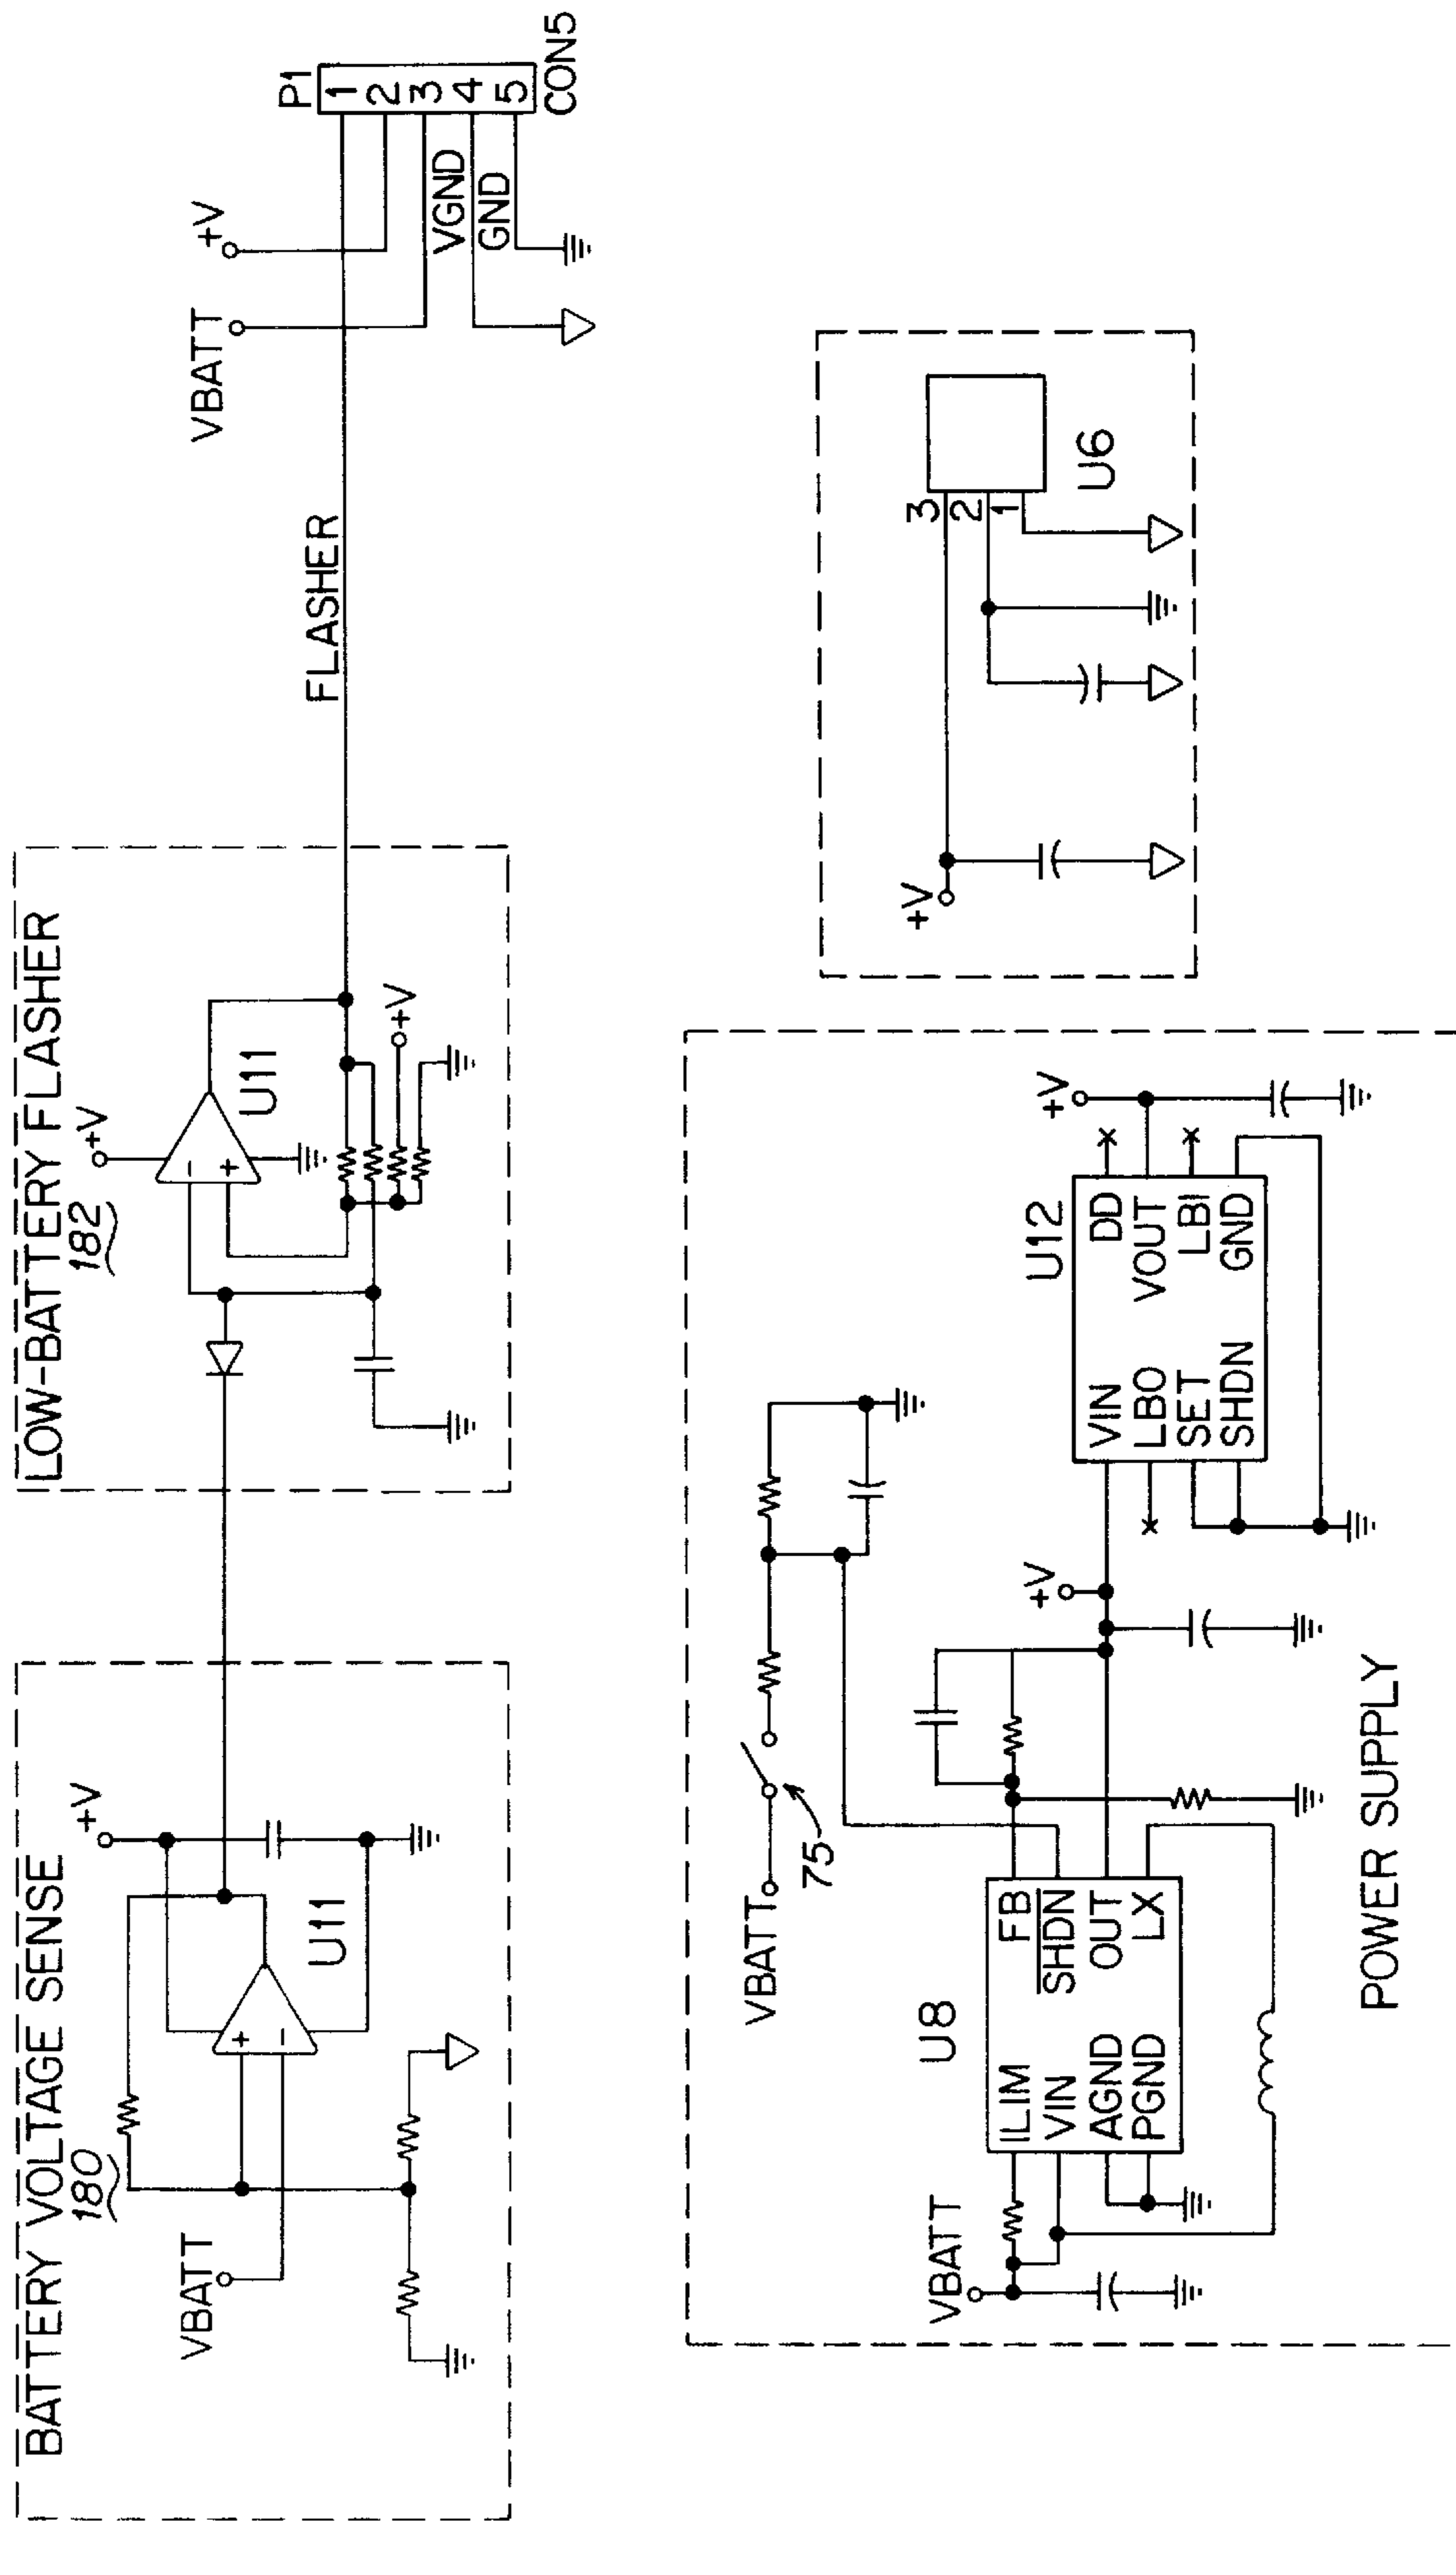 BATTERY VOLTAGE SENSE
180
VBATT
+V
+
−
U11
LOW-BATTERY FLASHER
182
+V
−
+
U11
+V
FLASHER
VBATT
+V
VGND
GND
P1
1
2
3
4
5
CON5
VBATT
75
VBATT
U8
ILIM
VIN
AGND
PGND
FB
SHDN
OUT
LX
+V
U12
VIN
LBO
SET
SHDN
DD
VOUT
LBI
GND
+V
POWER SUPPLY
+V
3
2
1
U6